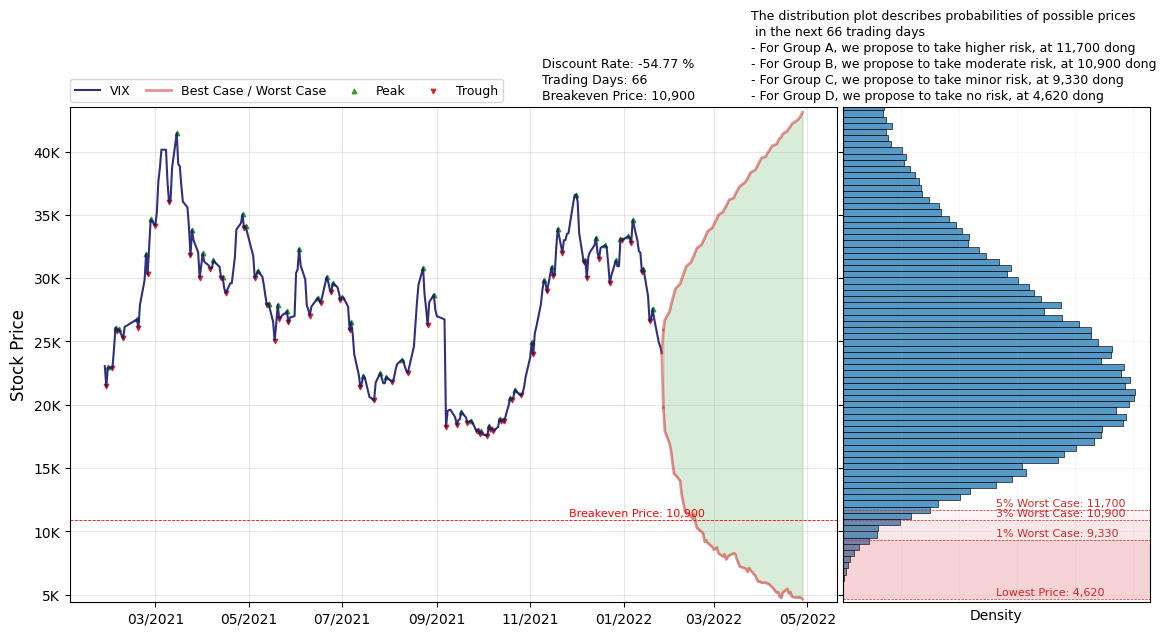 The distribution plot describes probabilities of possible prices
in the next 66 trading days
- For Group A, we propose to take higher risk, at 11,700 dong
- For Group B, we propose to take moderate risk, at 10,900 dong
- For Group C, we propose to take minor risk, at 9,330 dong
- For Group D, we propose to take no risk, at 4,620 dong
Discount Rate: -54.77 %
Trading Days: 66
Breakeven Price: 10,900
VIX
Best Case / Worst Case
Peak
Trough
Stock Price
40K
35K
30K
25K
20K
15K
10K
5K
Breakeven Price: 10,900
03/2021
05/2021
07/2021
09/2021
11/2021
01/2022
03/2022
05/2022
5% Worst Case: 11,700
3% Worst Case: 10,900
1% Worst Case: 9,330
Lowest Price: 4,620
Density